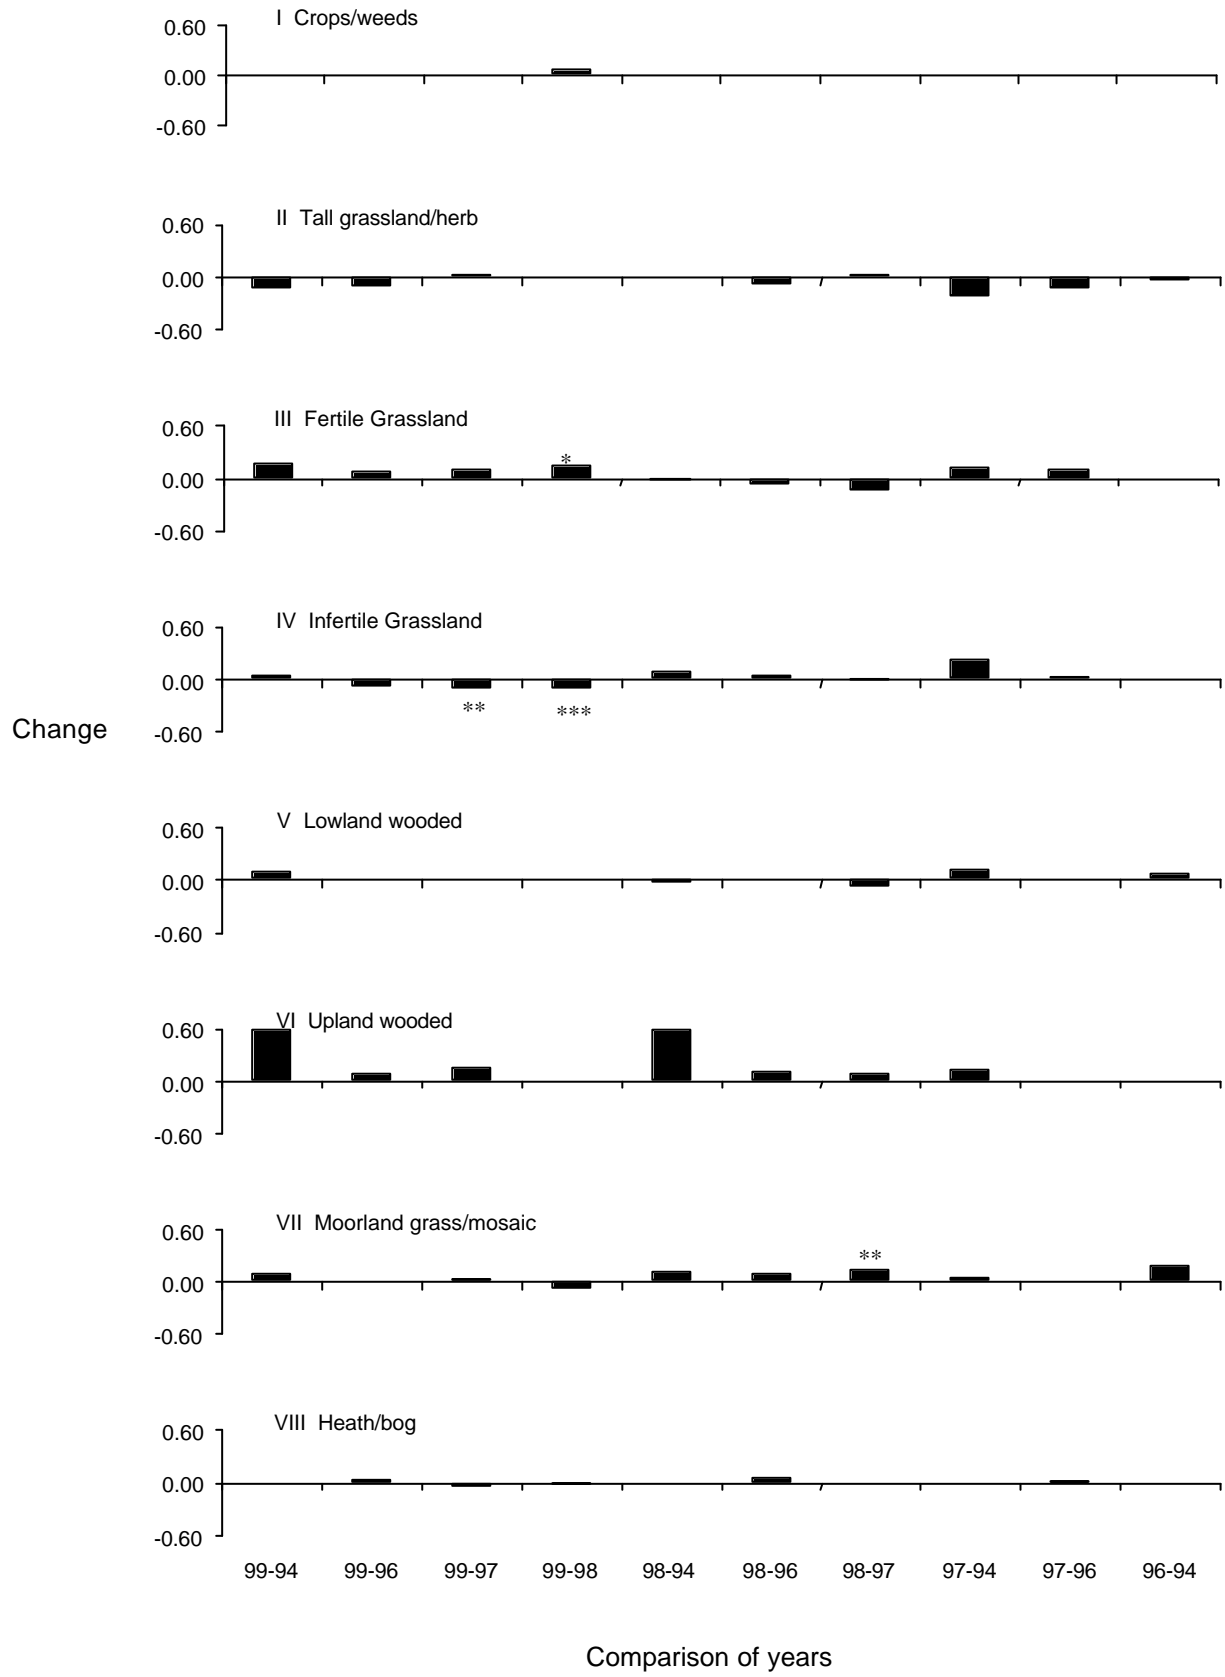 I Crops/weeds
0.60
0.00
-0.60
II Tall grassland/herb
0.60
0.00
-0.60
III Fertile Grassland
0.60
*
0.00
-0.60
IV Infertile Grassland
0.60
0.00
** ***
Change
-0.60
V Lowland wooded
0.60
0.00
-0.60
VI Upland wooded
0.60
0.00
-0.60
VII Moorland grass/mosaic
0.60
**
0.00
-0.60
VIII Heath/bog
0.60
0.00
-0.60
99-94 99-96 99-97 99-98 98-94 98-96 98-97 97-94 97-96 96-94
Comparison of years